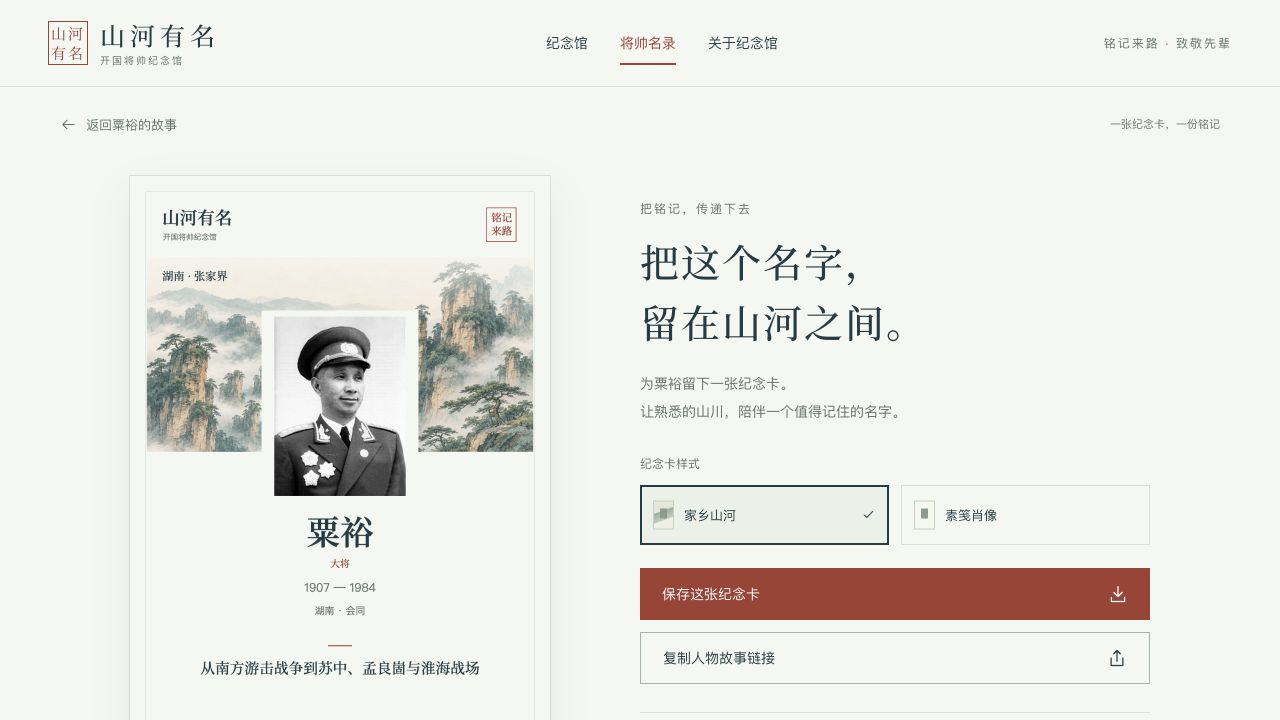 山河
有名
山河有名
开国将帅纪念馆
纪念馆
将帅名录
关于纪念馆
铭记来路 · 致敬先辈
返回粟裕的故事
一张纪念卡，一份铭记
山河有名
开国将帅纪念馆
铭记
来路
湖南 · 张家界
粟裕
大将
1907 — 1984
湖南 · 会同
从南方游击战争到苏中、孟良崮与淮海战场
把铭记，传递下去
把这个名字，
留在山河之间。
为粟裕留下一张纪念卡。
让熟悉的山川，陪伴一个值得记住的名字。
纪念卡样式
家乡山河
素笺肖像
保存这张纪念卡
复制人物故事链接